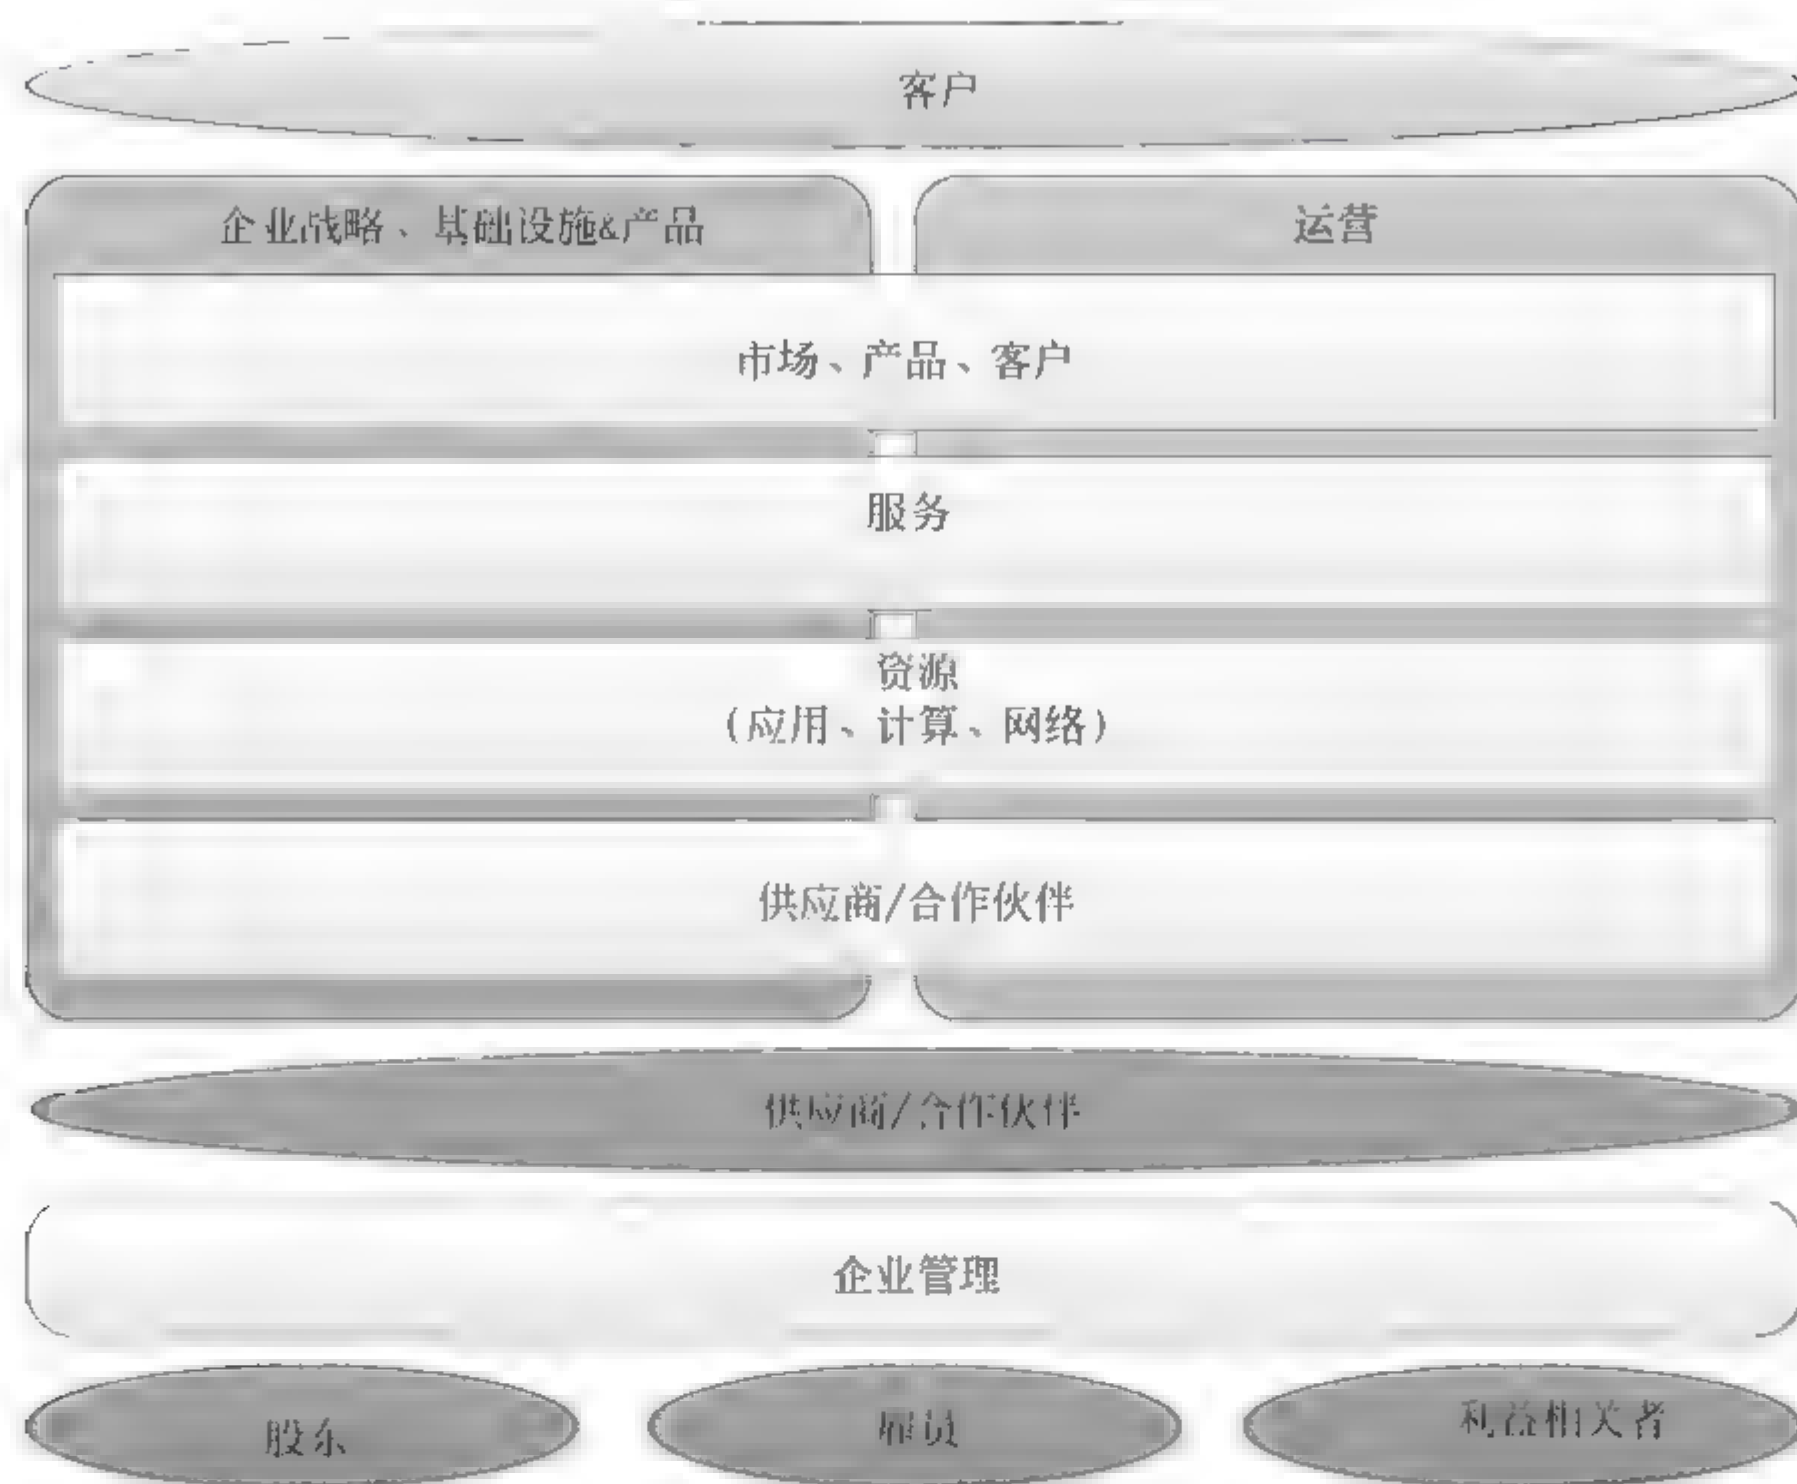 客户
企业战略、基础设施&产品
运营
市场、产品、客户
服务
资源
(应用、计算、网络)
供应商/合作伙伴
供应商/合作伙伴
企业管理
股东
雇员
利益相关者